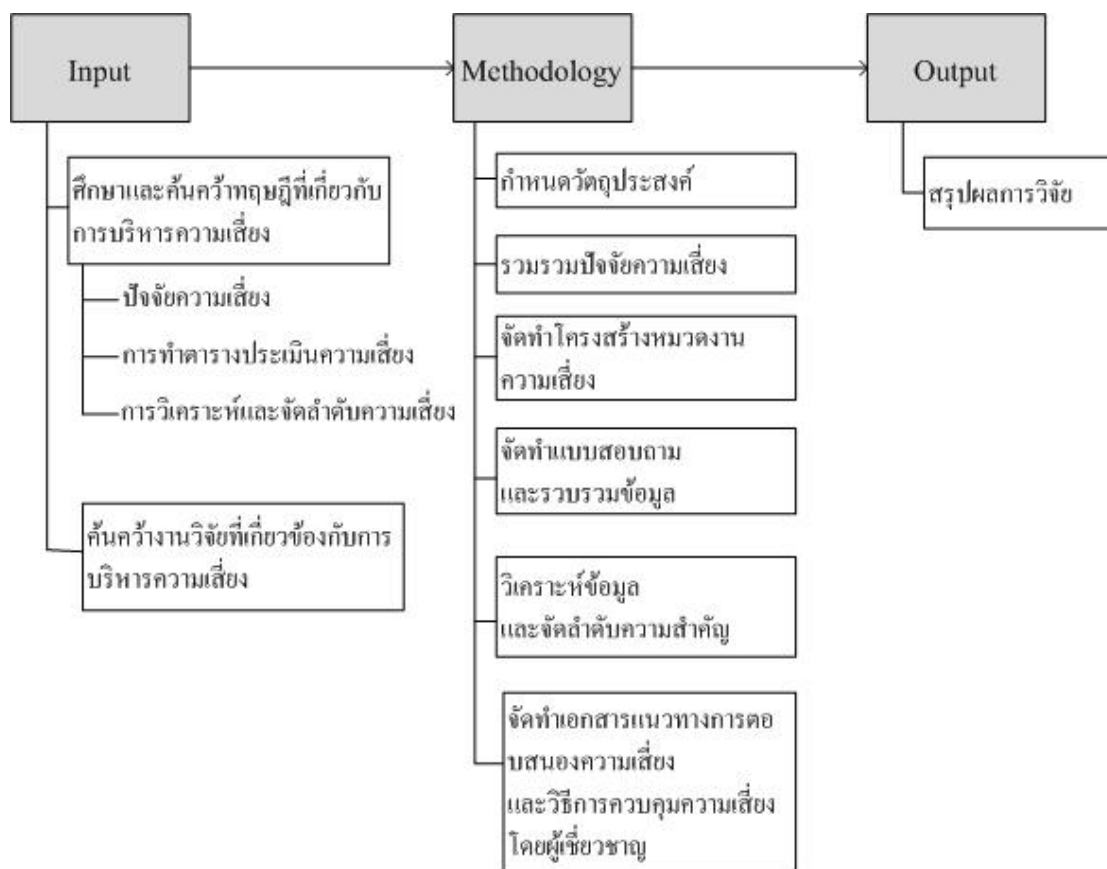 Input
Methodology
Output
ศึกษาและค้นคว้าทฤษฎีที่เกี่ยวกับ
การบริหารความเสี่ยง
ปัจจัยความเสี่ยง
การทำตารางประเมินความเสี่ยง
การวิเคราะห์และจัดลำดับความเสี่ยง
ค้นคว้างานวิจัยที่เกี่ยวข้องกับการ
บริหารความเสี่ยง
กำหนดวัตถุประสงค์
รวมรวมปัจจัยความเสี่ยง
จัดทำโครงสร้างหมวดงาน
ความเสี่ยง
จัดทำแบบสอบถาม
และรวบรวมข้อมูล
วิเคราะห์ข้อมูล
และจัดลำดับความสำคัญ
จัดทำเอกสารแนวทางการตอ
บสนองความเสี่ยง
และวิธีการควบคุมความเสี่ยง
โดยผู้เชี่ยวชาญ
สรุปผลการวิจัย